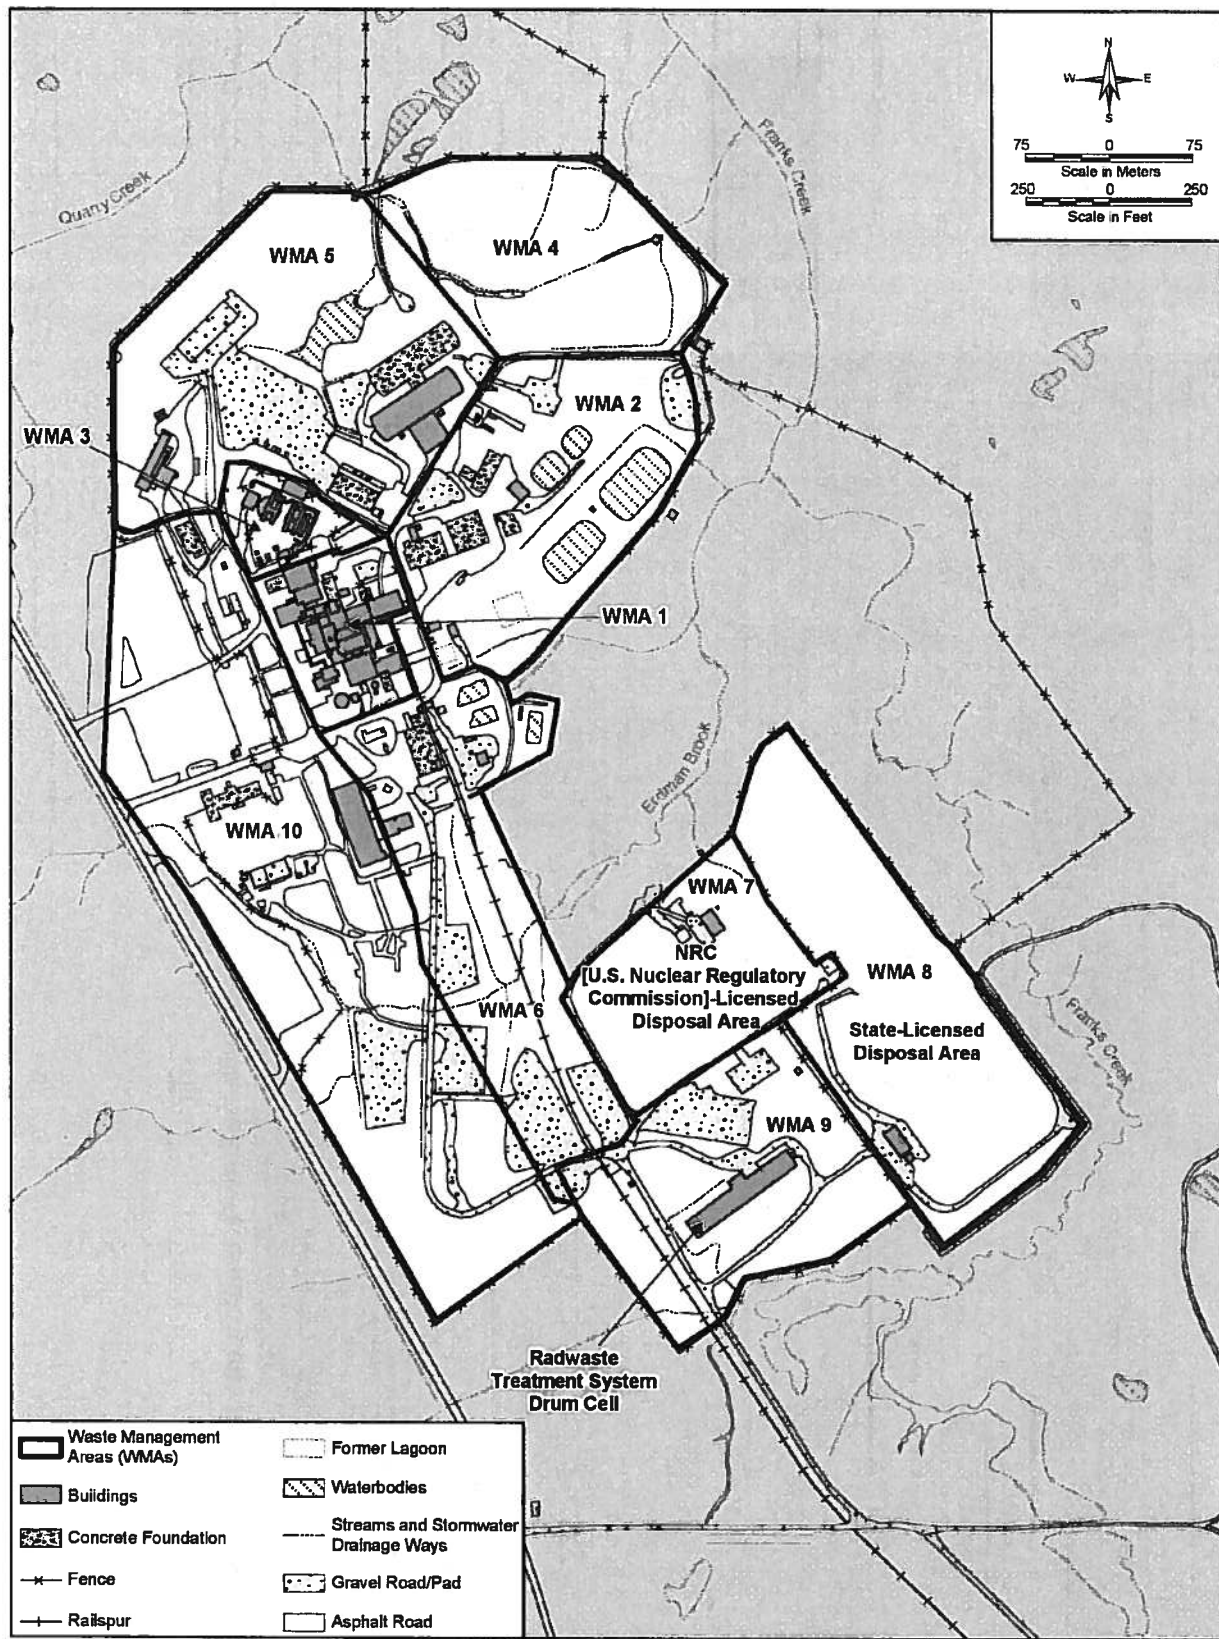 N
W E
S
75 0 75
Scale in Meters
250 0 250
Scale in Feet
Franks Creek
Quarry Creek
WMA 5
WMA 4
WMA 2
WMA 3
WMA 1
Erdman Brook
WMA 10
WMA 7
NRC
[U.S. Nuclear Regulatory
Commission]-Licensed
Disposal Area
WMA 8
State-Licensed
Disposal Area
WMA 6
Franks Creek
WMA 9
Radwaste
Treatment System
Drum Cell
Waste Management
Areas (WMAs)
Buildings
Concrete Foundation
Fence
Railspur
Former Lagoon
Waterbodies
Streams and Stormwater
Drainage Ways
Gravel Road/Pad
Asphalt Road